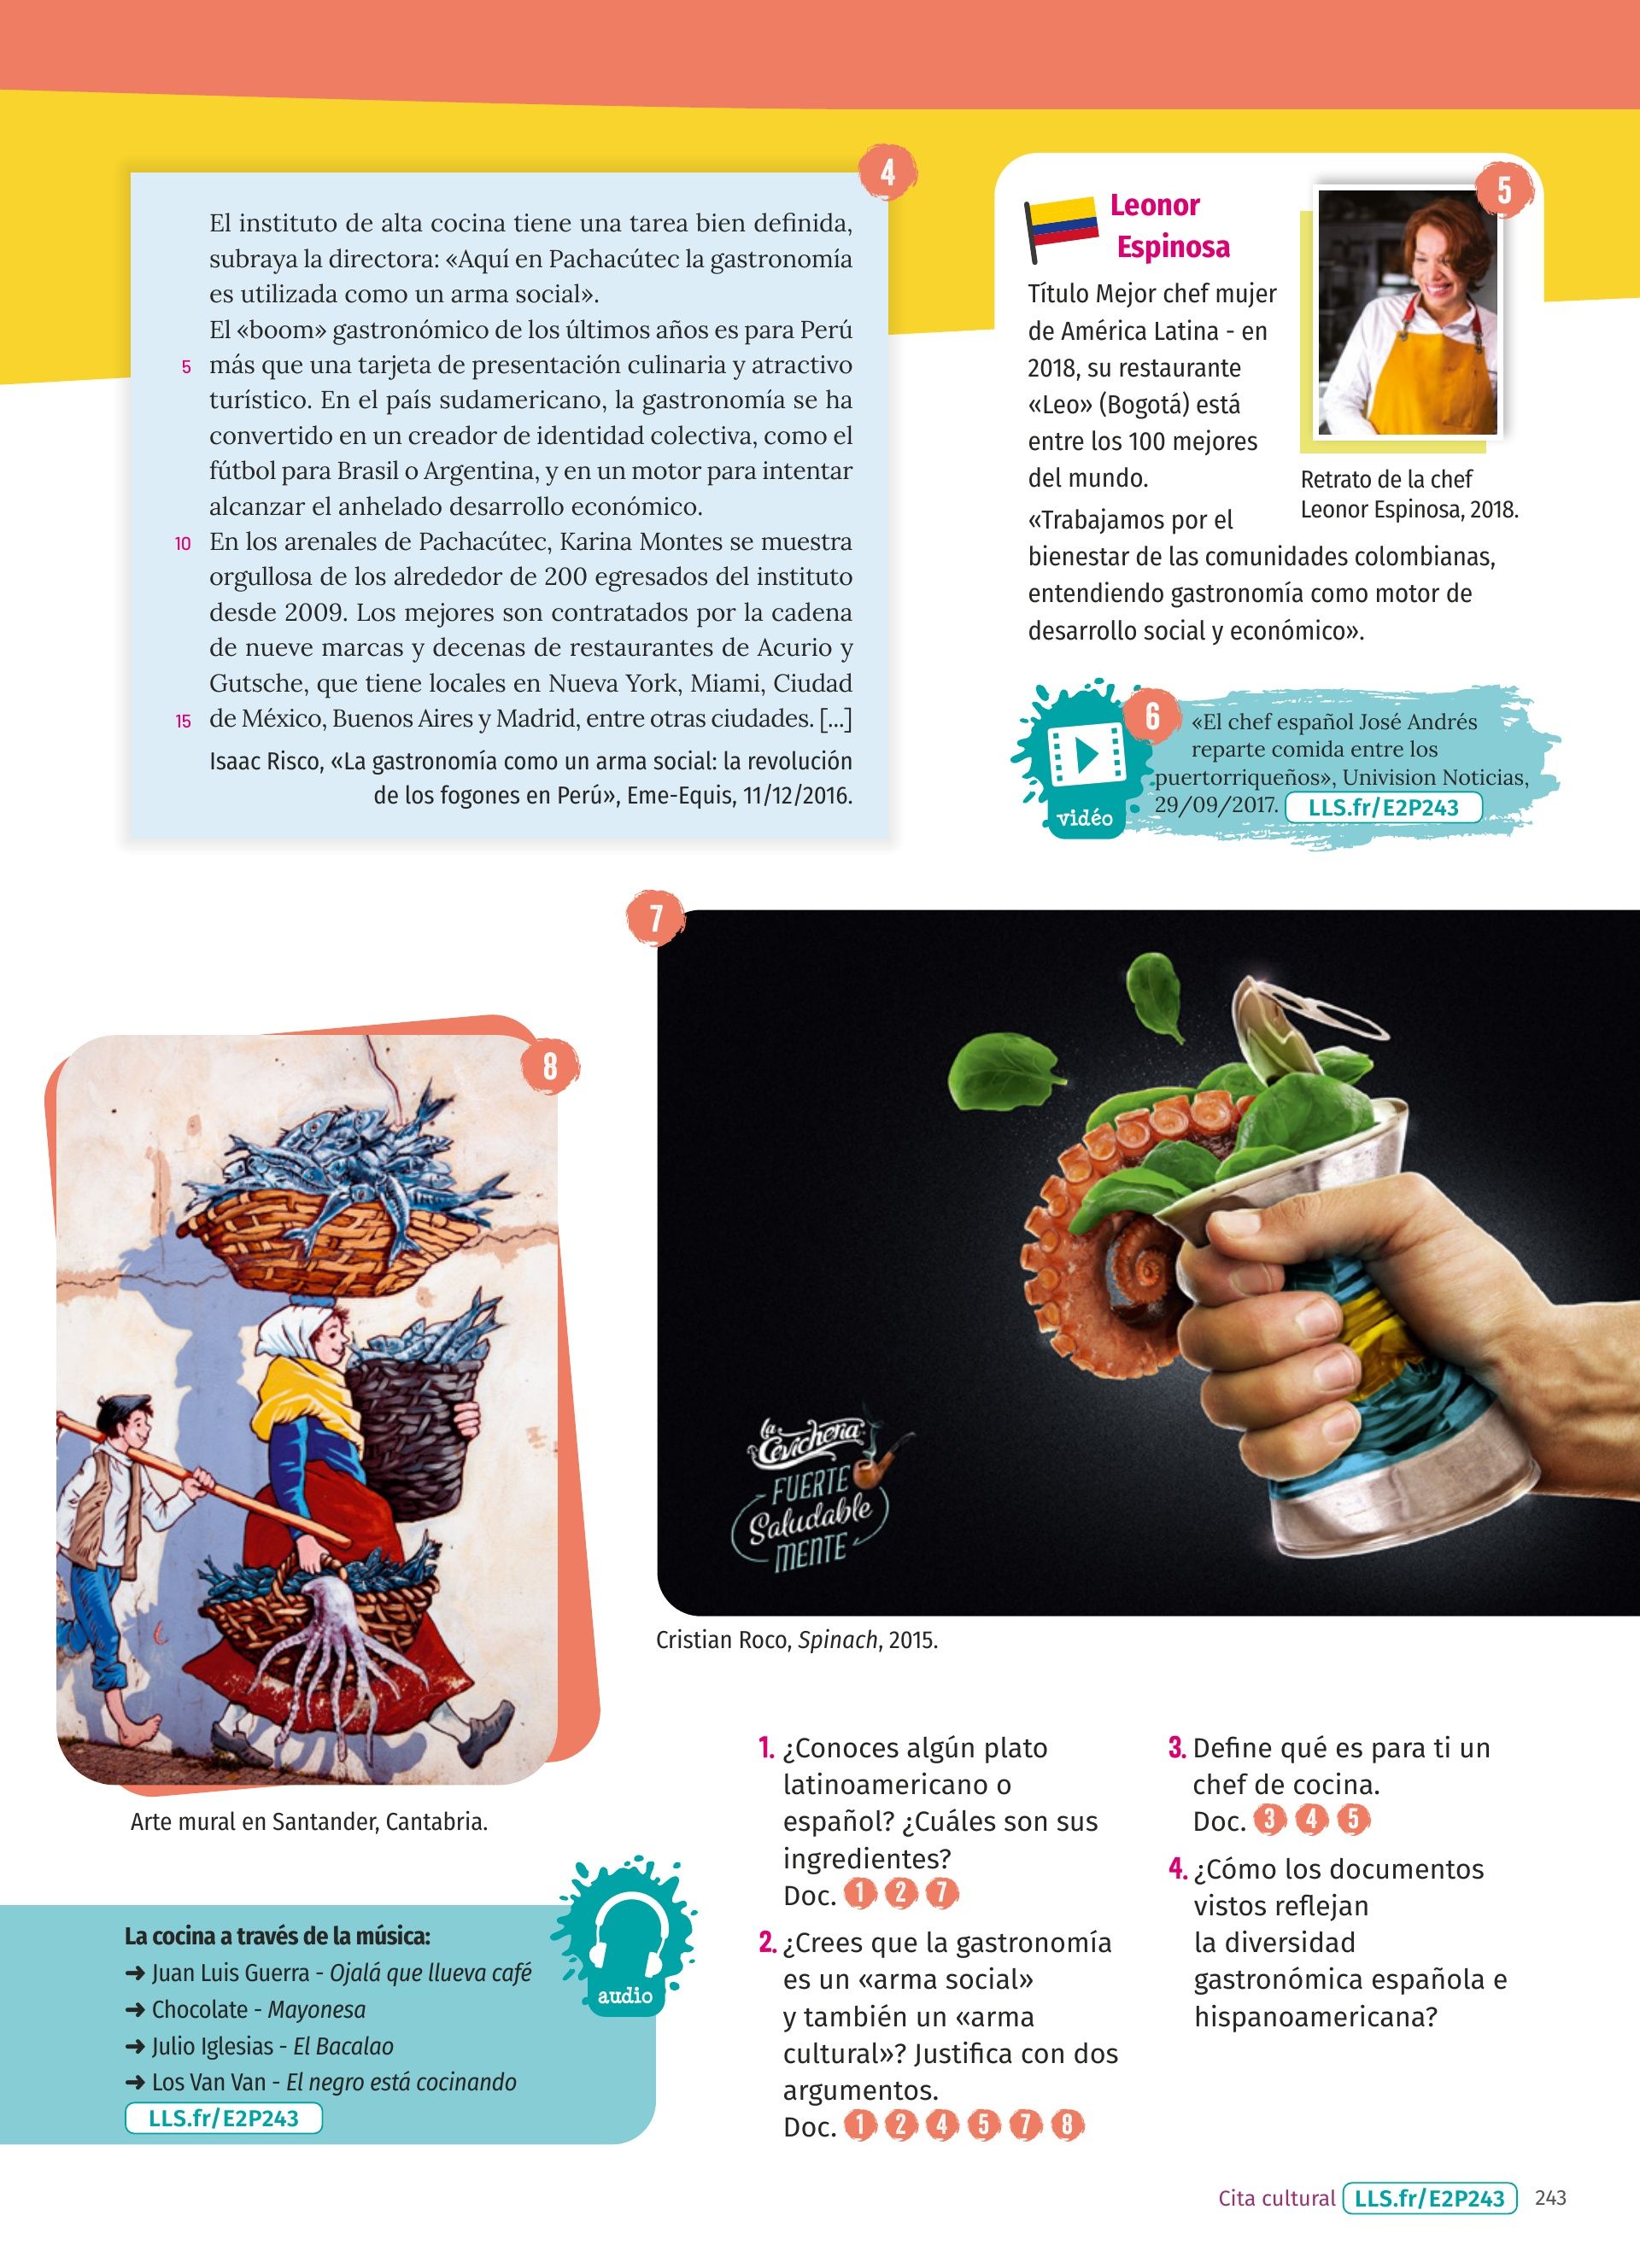 4
El instituto de alta cocina tiene una tarea bien definida,
subraya la directora: «Aquí en Pachacútec la gastronomía
es utilizada como un arma social».
El «boom» gastronómico de los últimos años es para Perú
5 más que una tarjeta de presentación culinaria y atractivo
turístico. En el país sudamericano, la gastronomía se ha
convertido en un creador de identidad colectiva, como el
fútbol para Brasil o Argentina, y en un motor para intentar
alcanzar el anhelado desarrollo económico.
10 En los arenales de Pachacútec, Karina Montes se muestra
orgullosa de los alrededor de 200 egresados del instituto
desde 2009. Los mejores son contratados por la cadena
de nueve marcas y decenas de restaurantes de Acurio y
Gutsche, que tiene locales en Nueva York, Miami, Ciudad
15 de México, Buenos Aires y Madrid, entre otras ciudades. [...]
Isaac Risco, «La gastronomía como un arma social: la revolución
de los fogones en Perú», Eme-Equis, 11/12/2016.
5
Leonor
Espinosa
Título Mejor chef mujer
de América Latina - en
2018, su restaurante
«Leo» (Bogotá) está
entre los 100 mejores
del mundo.
«Trabajamos por el
bienestar de las comunidades colombianas,
entendiendo gastronomía como motor de
desarrollo social y económico».
Retrato de la chef
Leonor Espinosa, 2018.
vidéo
6
«El chef español José Andrés
reparte comida entre los
puertorriqueños», Univision Noticias,
29/09/2017. LLS.fr/E2P243
7
la
Cevicheria
FUERTE
Saludable
MENTE
Cristian Roco, Spinach, 2015.
8
Arte mural en Santander, Cantabria.
La cocina a través de la música:
➜ Juan Luis Guerra - Ojalá que llueva café
➜ Chocolate - Mayonesa
➜ Julio Iglesias - El Bacalao
➜ Los Van Van - El negro está cocinando
LLS.fr/E2P243
audio
1. ¿Conoces algún plato
latinoamericano o
español? ¿Cuáles son sus
ingredientes?
Doc. 1 2 7
2. ¿Crees que la gastronomía
es un «arma social»
y también un «arma
cultural»? Justifica con dos
argumentos.
Doc. 1 2 4 5 7 8
3. Define qué es para ti un
chef de cocina.
Doc. 3 4 5
4. ¿Cómo los documentos
vistos reflejan
la diversidad
gastronómica española e
hispanoamericana?
Cita cultural LLS.fr/E2P243 243